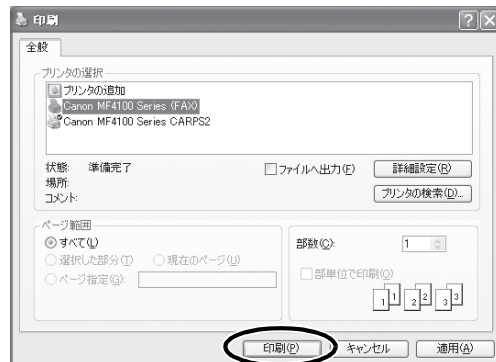 印刷
全般
プリンタの選択
プリンタの追加
Canon MF4100 Series (FAX)
Canon MF4100 Series CARPS2
状態: 準備完了
場所:
コメント:
ファイルへ出力(F)
詳細設定(R)
プリンタの検索(D)...
ページ範囲
すべて(L)
選択した部分(T) 現在のページ(U)
ページ指定(G):
部数(C): 1
部単位で印刷(O)
1 1 2 2 3 3
印刷(P) キャンセル 適用(A)